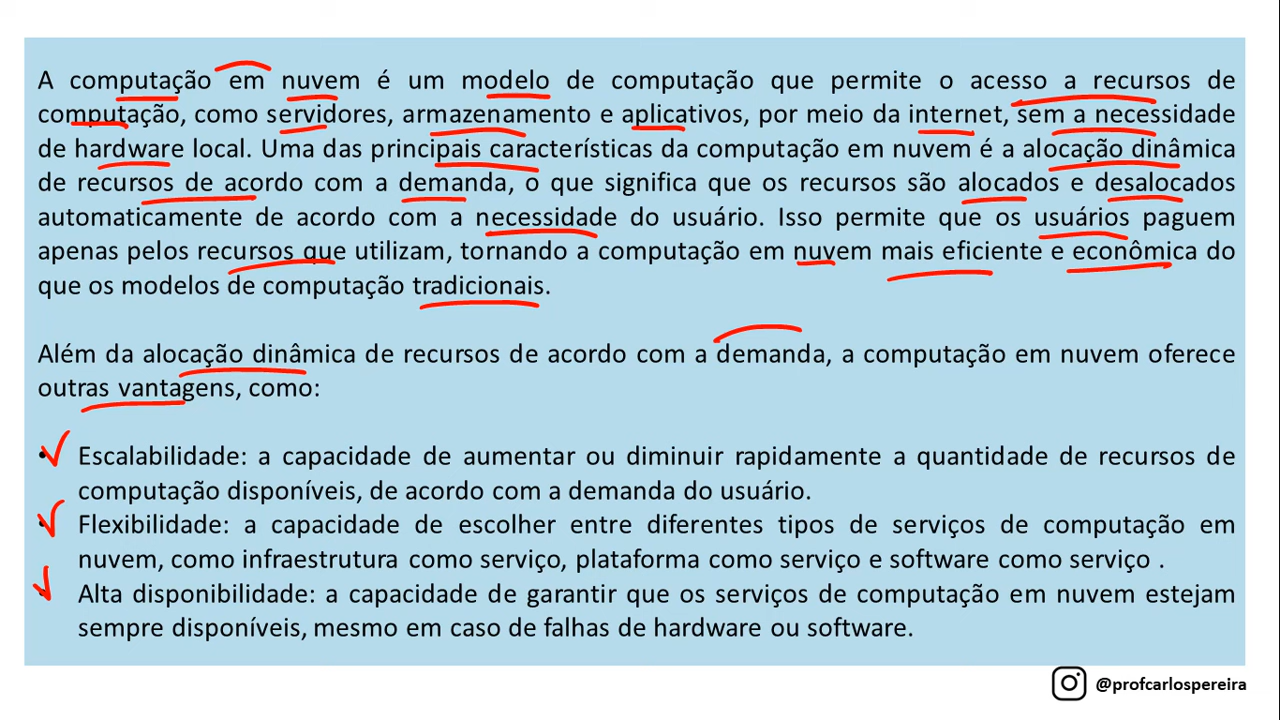 A computação em nuvem é um modelo de computação que permite o acesso a recursos de
computação, como servidores, armazenamento e aplicativos, por meio da internet, sem a necessidade
de hardware local. Uma das principais características da computação em nuvem é a alocação dinâmica
de recursos de acordo com a demanda, o que significa que os recursos são alocados e desalocados
automaticamente de acordo com a necessidade do usuário. Isso permite que os usuários paguem
apenas pelos recursos que utilizam, tornando a computação em nuvem mais eficiente e econômica do
que os modelos de computação tradicionais.
Além da alocação dinâmica de recursos de acordo com a demanda, a computação em nuvem oferece
outras vantagens, como:
• Escalabilidade: a capacidade de aumentar ou diminuir rapidamente a quantidade de recursos de
computação disponíveis, de acordo com a demanda do usuário.
• Flexibilidade: a capacidade de escolher entre diferentes tipos de serviços de computação em
nuvem, como infraestrutura como serviço, plataforma como serviço e software como serviço .
• Alta disponibilidade: a capacidade de garantir que os serviços de computação em nuvem estejam
sempre disponíveis, mesmo em caso de falhas de hardware ou software.
@profcarlospereira